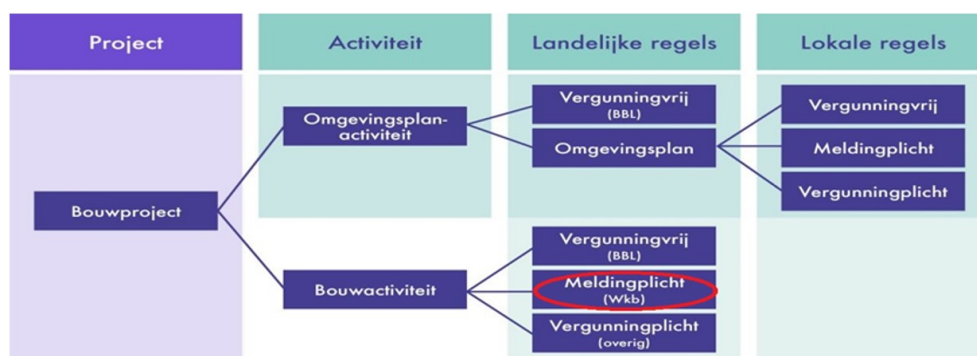 Project
Activiteit
Landelijke regels
Lokale regels
Bouwproject
Omgevingsplan-
activiteit
Vergunningvrij
(BBL)
Omgevingsplan
Vergunningvrij
Meldingplicht
Vergunningplicht
Bouwactiviteit
Vergunningvrij
(BBL)
Meldingplicht
(Wkb)
Vergunningplicht
(overig)